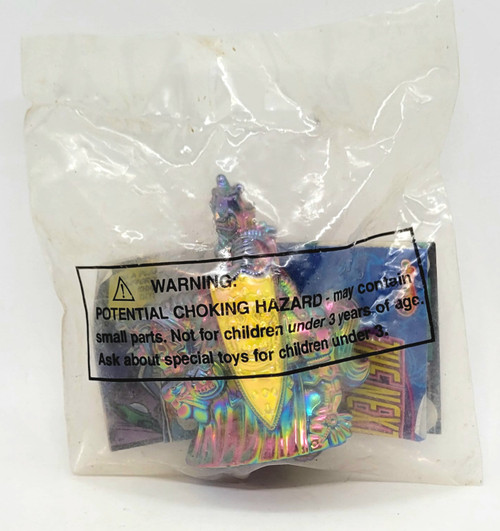 WARNING:
POTENTIAL CHOKING HAZARD - may contain
small parts. Not for children under 3 years of age.
Ask about special toys for children under 3.